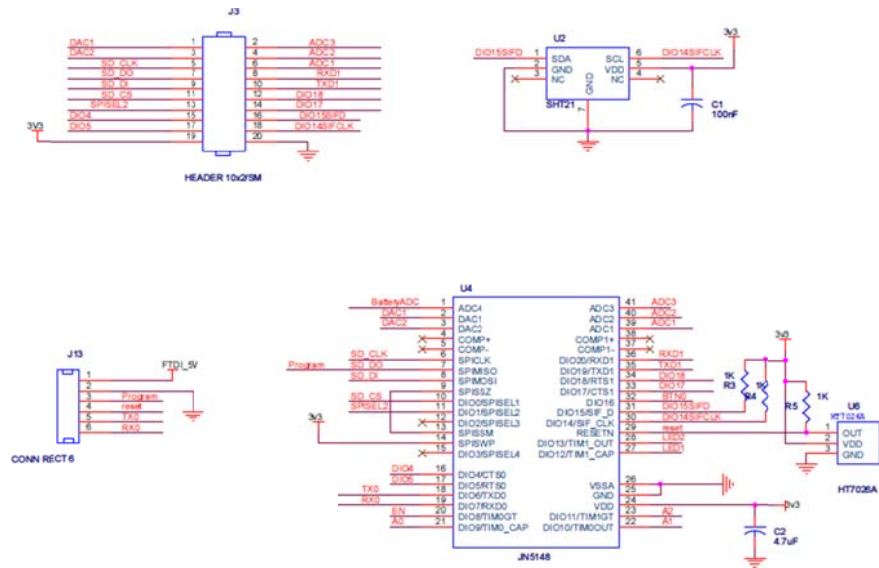 J3
DAC1 1 2 ADC3
DAC2 3 4 ADC2
SD_CLK 5 6 ADC1
SD_DO 7 8 RXD1
SD_DI 9 10 TXD1
SD_CS 11 12 DIO18
SPISEL2 13 14 DIO17
DIO4 15 16 DIO15SIFD
DIO5 17 18 DIO14SIFCLK
3V3 19 20
HEADER 10x2/SM
U2
3v3
DIO15SIFD 1 SDA SCL 6 DIO14SIFCLK
2 GND VDD 5
3 NC NC 4
GND
7
SHT21
C1
100nF
J13
FTDI_5V
1
2
3 Program
4 reset
5 TX0
6 RX0
CONN RECT 6
U4
BatteryADC 1 ADC4 ADC3 41 ADC3
DAC1 2 DAC1 ADC2 40 ADC2
DAC2 3 DAC2 ADC1 39 ADC1
4 COMP+ COMP1+ 38
5 COMP- COMP1- 37
SD_CLK 6 SPICLK DIO20/RXD1 36 RXD1
Program SD_DO 7 SPIMISO DIO19/TXD1 35 TXD1
SD_DI 8 SPIMOSI DIO18/RTS1 34 DIO18
9 SPISSZ DIO17/CTS1 33 DIO17
SD_CS 10 DIO0/SPISEL1 DIO16 32 BTN0
SPISEL2 11 DIO1/SPISEL2 DIO15/SIF_D 31 DIO15SIFD
12 DIO2/SPISEL3 DIO14/SIF_CLK 30 DIO14SIFCLK
13 SPISSM RESETN 29 reset
3v3 14 SPISWP DIO13/TIM1_OUT 28 LED2
15 DIO3/SPISEL4 DIO12/TIM1_CAP 27 LED1
DIO4 16 DIO4/CTS0
DIO5 17 DIO5/RTS0 VSSA 26
TX0 18 DIO6/TXD0 GND 25
RX0 19 DIO7/RXD0 VDD 24 3v3
EN 20 DIO8/TIM0GT DIO11/TIM1GT 23 A2
A0 21 DIO9/TIM0_CAP DIO10/TIM0OUT 22 A1
JN5148
C2
4.7uF
3v3
1K
R3
1K
R4
1K
R5
U6
1 OUT
2 VDD
3 GND
HT7026A